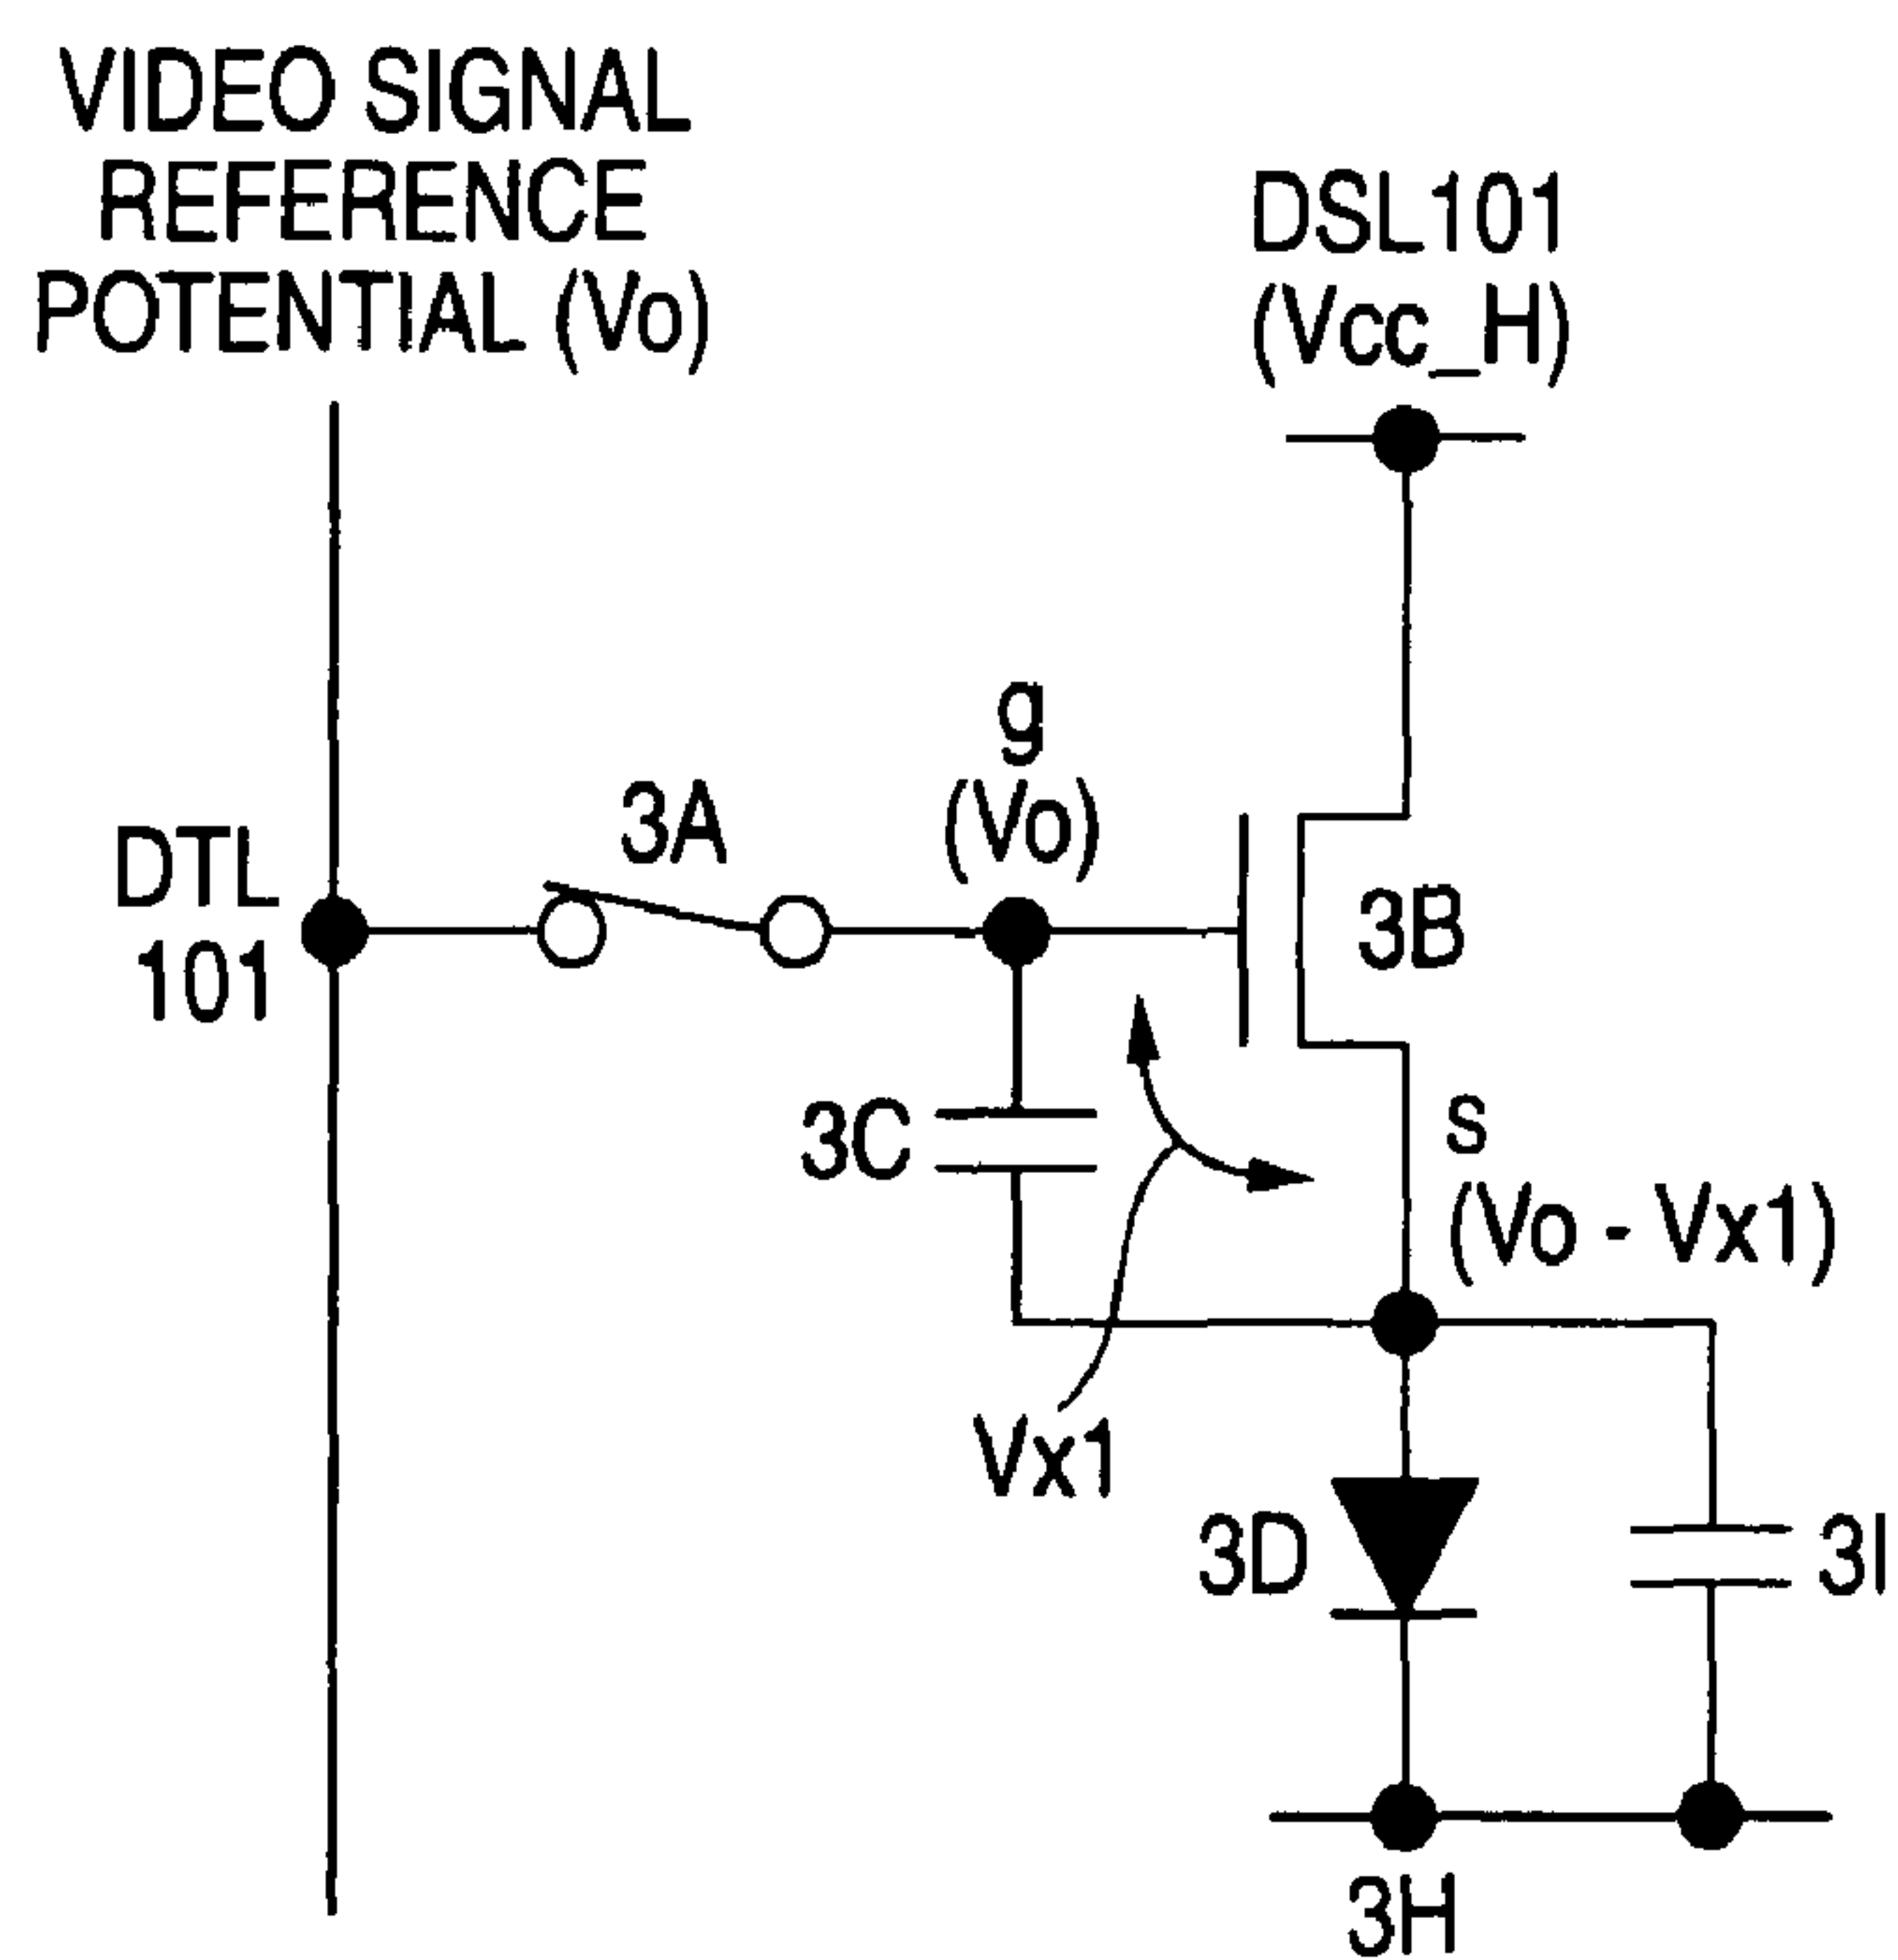 VIDEO SIGNAL
REFERENCE
POTENTIAL (Vo)
DSL101
(Vcc_H)
g
(Vo)
3A
DTL
101
3B
3C
s
(Vo - Vx1)
Vx1
3D
3I
3H